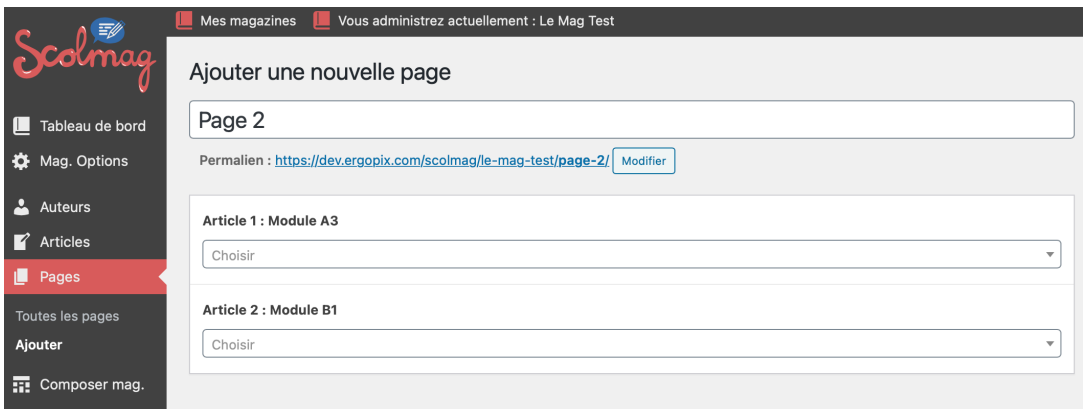 Scolmag
Mes magazines
Vous administrez actuellement : Le Mag Test
Tableau de bord
Mag. Options
Auteurs
Articles
Pages
Toutes les pages
Ajouter
Composer mag.
Ajouter une nouvelle page
Page 2
Permalien : https://dev.ergopix.com/scolmag/le-mag-test/page-2/ Modifier
Article 1 : Module A3
Choisir
Article 2 : Module B1
Choisir